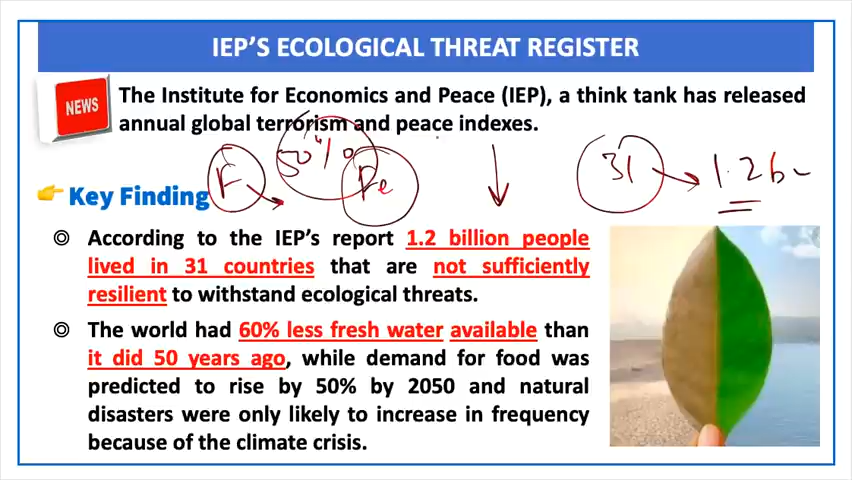 IEP'S ECOLOGICAL THREAT REGISTER
NEWS
The Institute for Economics and Peace (IEP), a think tank has released
annual global terrorism and peace indexes.
50%
F
31
1.2b
👉 Key Finding
◎ According to the IEP's report 1.2 billion people
lived in 31 countries that are not sufficiently
resilient to withstand ecological threats.
◎ The world had 60% less fresh water available than
it did 50 years ago, while demand for food was
predicted to rise by 50% by 2050 and natural
disasters were only likely to increase in frequency
because of the climate crisis.